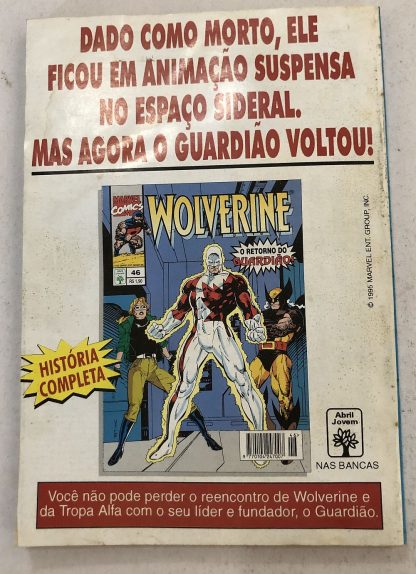 DADO COMO MORTO, ELE
FICOU EM ANIMAÇÃO SUSPENSA
NO ESPAÇO SIDERAL.
MAS AGORA O GUARDIÃO VOLTOU!
MARVEL
COMICS
WOLVERINE
O RETORNO DO
GUARDIÃO
46
R$ 1,90
HISTÓRIA
COMPLETA
© 1995 MARVEL ENT. GROUP, INC.
Abril
Jovem
NAS BANCAS
Você não pode perder o reencontro de Wolverine e
da Tropa Alfa com o seu líder e fundador, o Guardião.